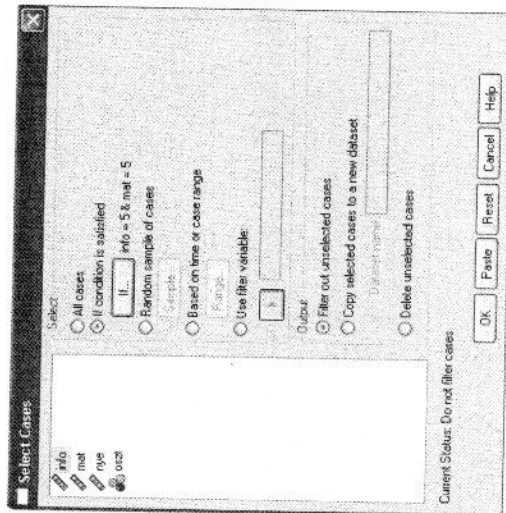 Select Cases
info
mat
nye
oszt
Select
All cases
If condition is satisfied
If...
info = 5 & mat = 5
Random sample of cases
Sample...
Based on time or case range
Range...
Use filter variable:
Output
Filter out unselected cases
Copy selected cases to a new dataset
Dataset name:
Delete unselected cases
Current Status: Do not filter cases
OK
Paste
Reset
Cancel
Help